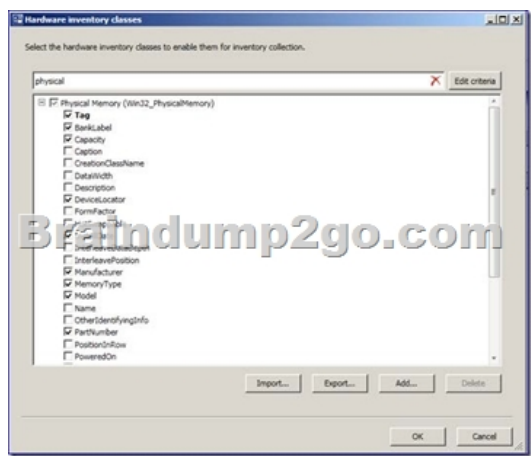 Hardware inventory classes
Select the hardware inventory classes to enable them for inventory collection.
physical
Edit criteria
Physical Memory (Win32_PhysicalMemory)
Tag
BankLabel
Capacity
Caption
CreationClassName
DataWidth
Description
DeviceLocator
FormFactor
Braindump2go.com
InterleavePosition
Manufacturer
MemoryType
Model
Name
OtherIdentifyingInfo
PartNumber
PositionInRow
PoweredOn
Import...
Export...
Add...
Delete
OK
Cancel